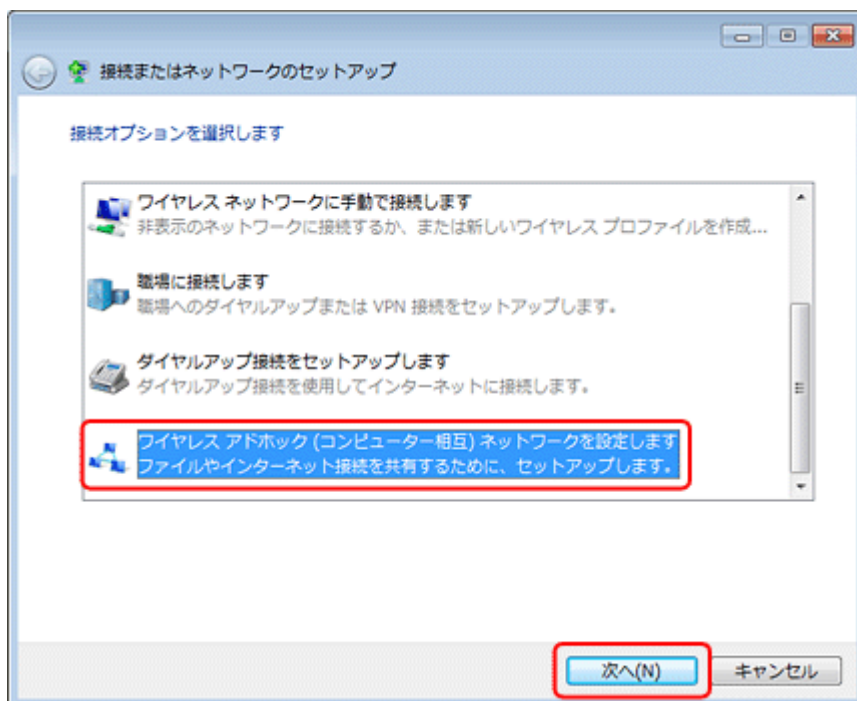 接続またはネットワークのセットアップ
接続オプションを選択します
ワイヤレス ネットワークに手動で接続します
非表示のネットワークに接続するか、または新しいワイヤレス プロファイルを作成...
職場に接続します
職場へのダイヤルアップまたは VPN 接続をセットアップします。
ダイヤルアップ接続をセットアップします
ダイヤルアップ接続を使用してインターネットに接続します。
ワイヤレス アドホック (コンピューター相互) ネットワークを設定します
ファイルやインターネット接続を共有するために、セットアップします。
次へ(N)
キャンセル